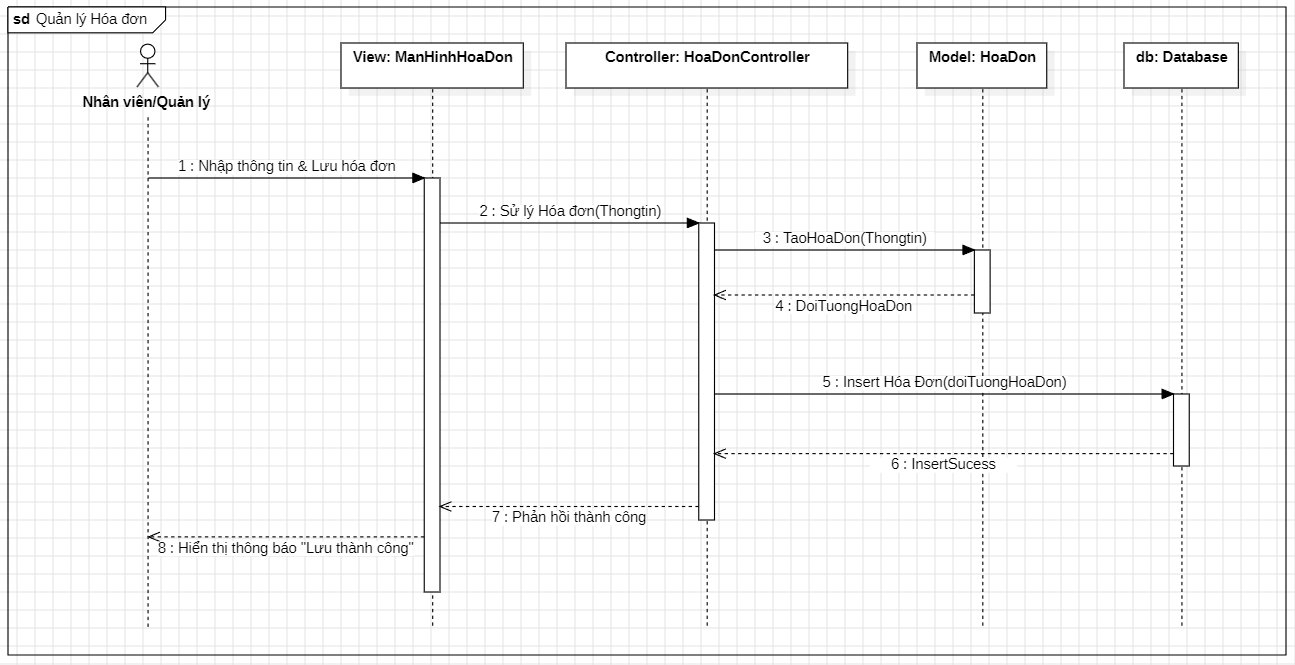 sd Quản lý Hóa đơn
View: ManHinhHoaDon
Controller: HoaDonController
Model: HoaDon
db: Database
Nhân viên/Quản lý
1 : Nhập thông tin & Lưu hóa đơn
2 : Sử lý Hóa đơn(Thongtin)
3 : TaoHoaDon(Thongtin)
4 : DoiTuongHoaDon
5 : Insert Hóa Đơn(doiTuongHoaDon)
6 : InsertSucess
7 : Phản hồi thành công
8 : Hiển thị thông báo "Lưu thành công"